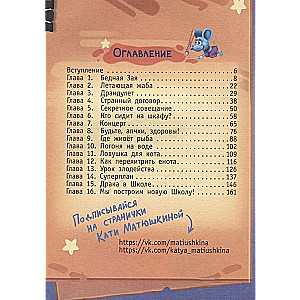 Оглавление
Вступление 6
Глава 1. Бедная Зая 8
Глава 2. Летающая жаба 22
Глава 3. Драндулет 29
Глава 4. Странный договор 38
Глава 5. Секретное совещание 50
Глава 6. Кто сидит на шкафу? 58
Глава 7. Концерт 65
Глава 8. Будьте, апчхи, здоровы! 76
Глава 9. Где живёт рыба 88
Глава 10. Погоня на воде 102
Глава 11. Ловушка для кота 109
Глава 12. Как перехитрить енота 116
Глава 13. Урок злодейства 126
Глава 14. Суперплан 137
Глава 15. Драка в Школе 146
Глава 16. Мы построим новую Школу! 161
Подписывайся
на странички
Кати Матюшкиной
https://vk.com/matiushkina
https://vk.com/katya_matiushkina